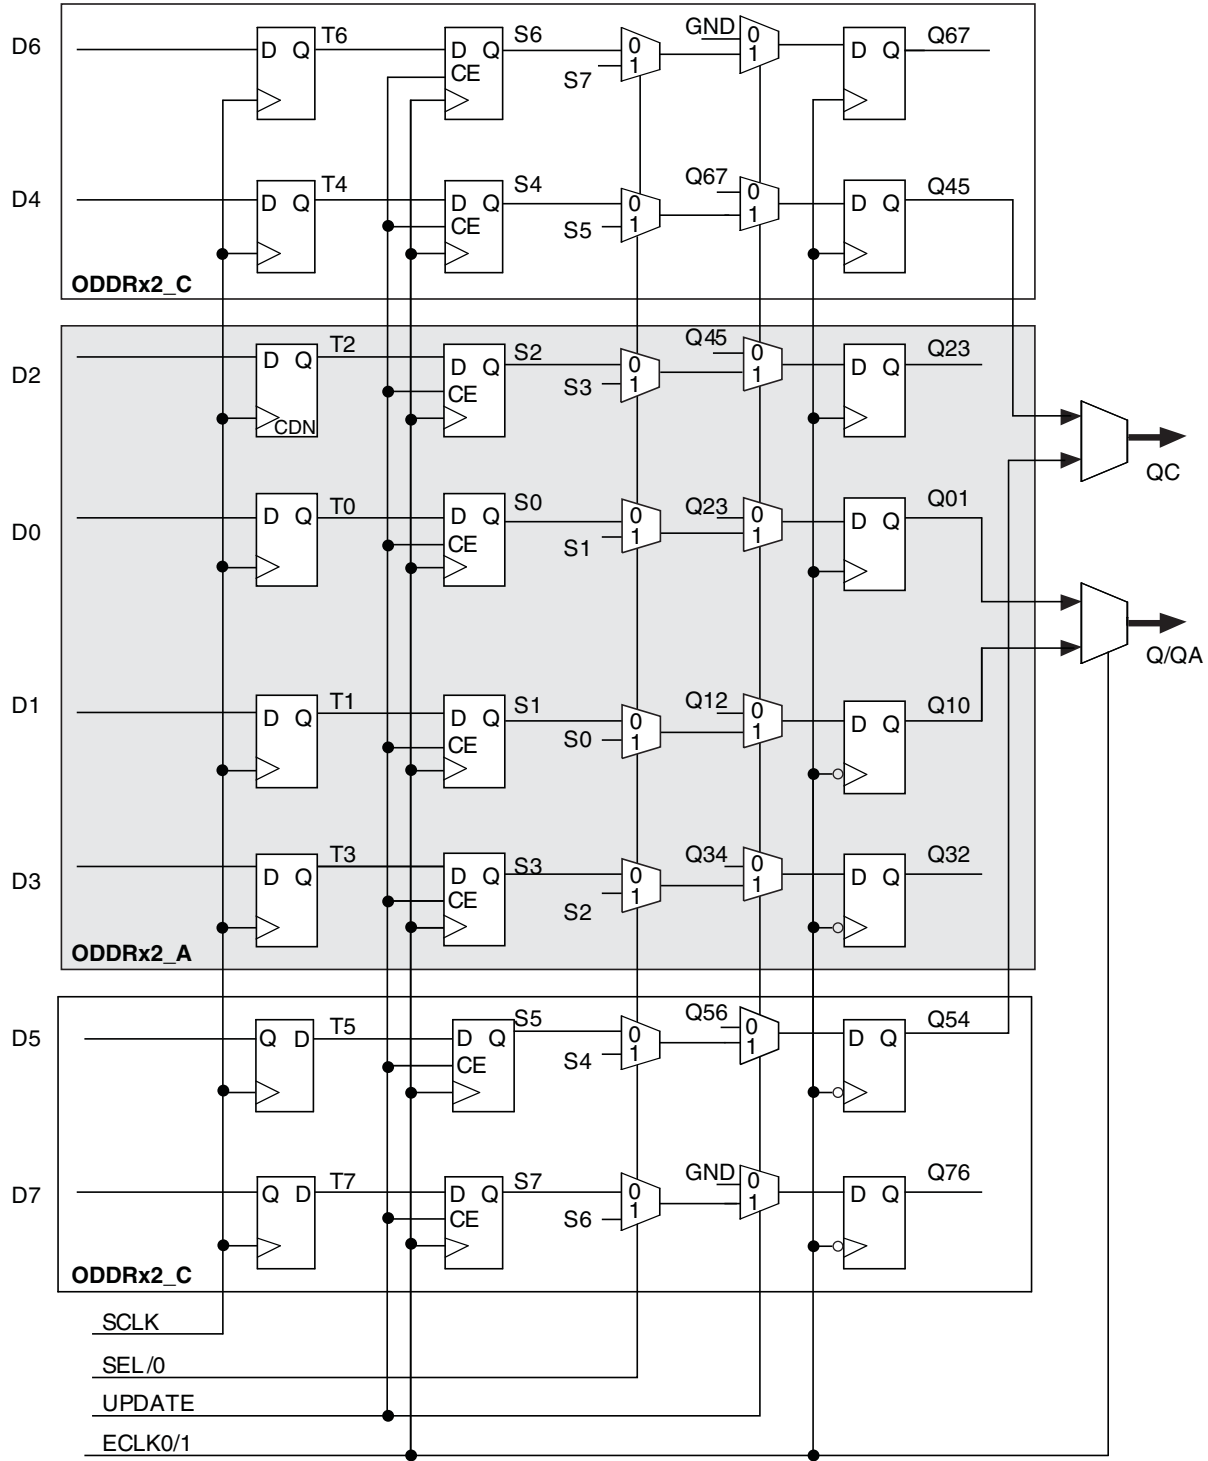 D6 D Q T6 D Q S6 0 GND 0 D Q Q67
CE S7 1 1
D4 D Q T4 D Q S4 0 Q67 0 D Q Q45
CE S5 1 1
ODDRx2_C
D2 D Q T2 D Q S2 0 Q45 0 D Q Q23
CDN CE S3 1 1
QC
D0 D Q T0 D Q S0 0 Q23 0 D Q Q01
CE S1 1 1
Q/QA
D1 D Q T1 D Q S1 0 Q12 0 D Q Q10
CE S0 1 1
D3 D Q T3 D Q S3 0 Q34 0 D Q Q32
CE S2 1 1
ODDRx2_A
D5 Q D T5 D Q S5 0 Q56 0 D Q Q54
CE S4 1 1
D7 Q D T7 D Q S7 0 GND 0 D Q Q76
CE S6 1 1
ODDRx2_C
SCLK
SEL/0
UPDATE
ECLK0/1